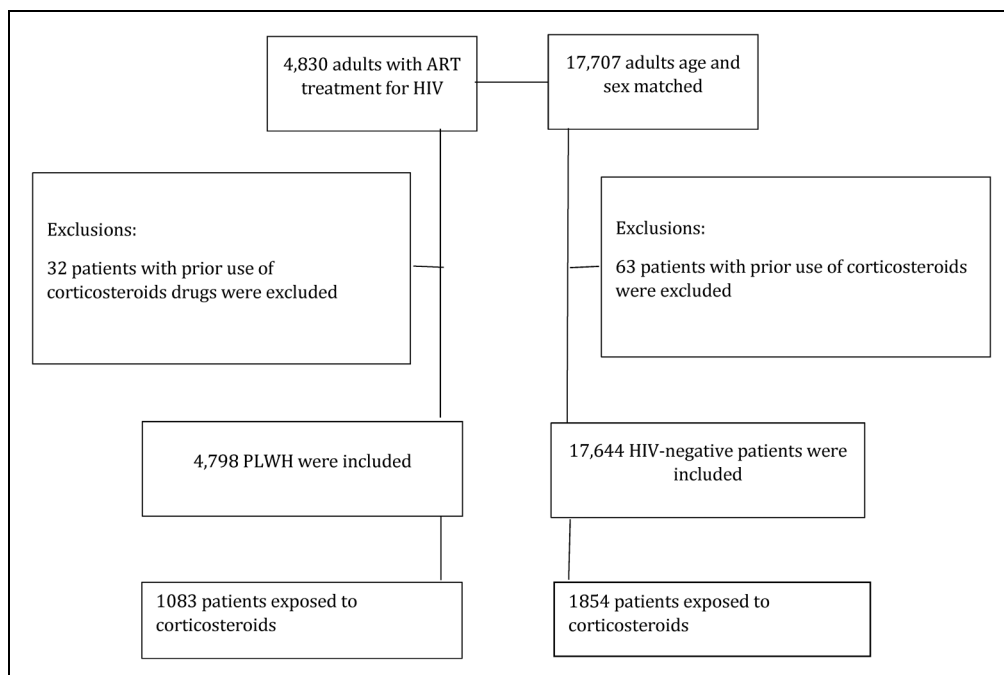 4,830 adults with ART
treatment for HIV
17,707 adults age and
sex matched
Exclusions:
32 patients with prior use of
corticosteroids drugs were excluded
Exclusions:
63 patients with prior use of corticosteroids
were excluded
4,798 PLWH were included
17,644 HIV-negative patients were
included
1083 patients exposed to
corticosteroids
1854 patients exposed to
corticosteroids